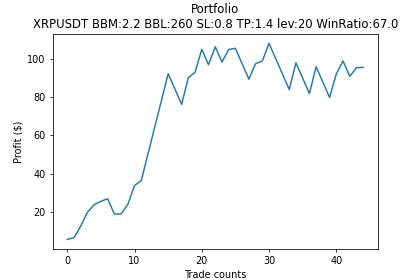 Portfolio
XRPUSDT BBM:2.2 BBL:260 SL:0.8 TP:1.4 lev:20 WinRatio:67.0
100
80
60
40
20
Profit ($)
0 10 20 30 40
Trade counts